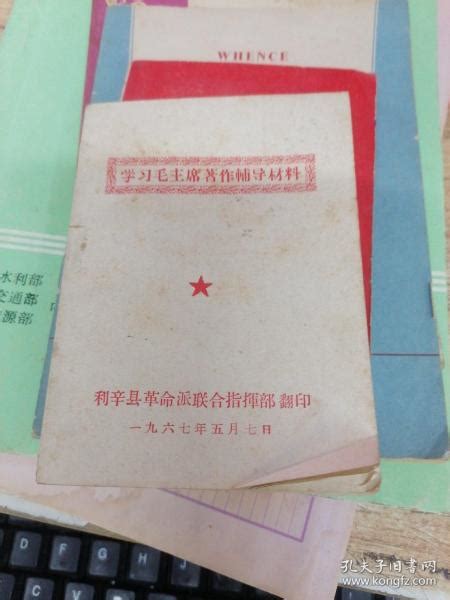 WHENCE
学习毛主席著作輔导材料
水利部
交通部
源部
利辛县革命派联合指揮部 翻印
一九六七年五月七日
D
F
G
H
孔夫子旧书网
www.kongfz.com